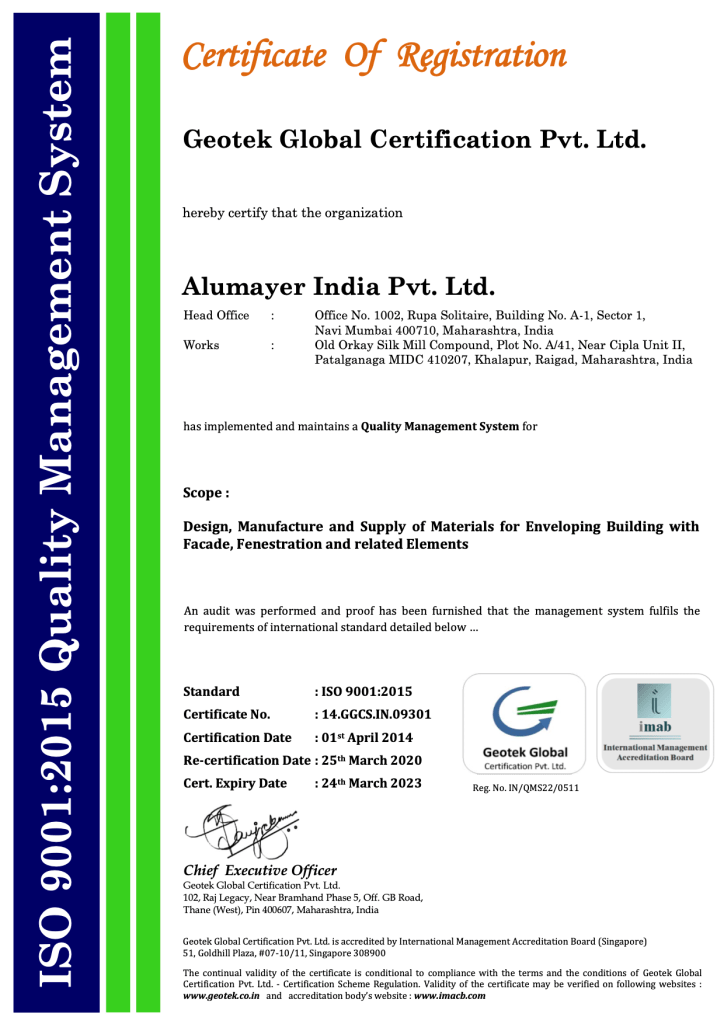 ISO 9001:2015 Quality Management System
Certificate Of Registration
Geotek Global Certification Pvt. Ltd.
hereby certify that the organization
Alumayer India Pvt. Ltd.
Head Office : Office No. 1002, Rupa Solitaire, Building No. A-1, Sector 1,
Navi Mumbai 400710, Maharashtra, India
Works : Old Orkay Silk Mill Compound, Plot No. A/41, Near Cipla Unit II,
Patalganaga MIDC 410207, Khalapur, Raigad, Maharashtra, India
has implemented and maintains a Quality Management System for
Scope :
Design, Manufacture and Supply of Materials for Enveloping Building with
Facade, Fenestration and related Elements
An audit was performed and proof has been furnished that the management system fulfils the
requirements of international standard detailed below ...
Standard : ISO 9001:2015
Certificate No. : 14.GGCS.IN.09301
Certification Date : 01st April 2014
Re-certification Date : 25th March 2020
Cert. Expiry Date : 24th March 2023
Geotek Global
Certification Pvt. Ltd.
imab
International Management
Accreditation Board
Reg. No. IN/QMS22/0511
Chief Executive Officer
Geotek Global Certification Pvt. Ltd.
102, Raj Legacy, Near Bramhand Phase 5, Off. GB Road,
Thane (West), Pin 400607, Maharashtra, India
Geotek Global Certification Pvt. Ltd. is accredited by International Management Accreditation Board (Singapore)
51, Goldhill Plaza, #07-10/11, Singapore 308900
The continual validity of the certificate is conditional to compliance with the terms and the conditions of Geotek Global
Certification Pvt. Ltd. - Certification Scheme Regulation. Validity of the certificate may be verified on following websites :
www.geotek.co.in and accreditation body's website : www.imacb.com